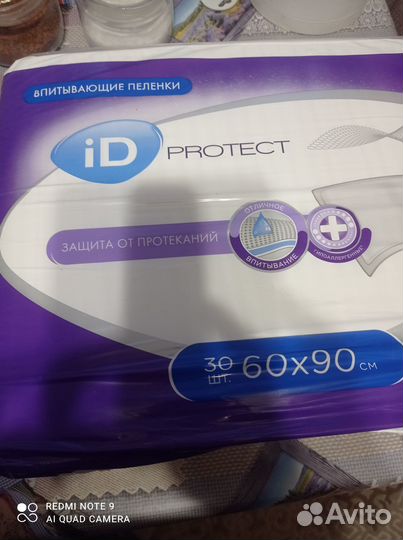 ВПИТЫВАЮЩИЕ ПЕЛЕНКИ
iD PROTECT
ЗАЩИТА ОТ ПРОТЕКАНИЙ
ОТЛИЧНОЕ
ВПИТЫВАНИЕ
ГИПОАЛЛЕРГЕННЫЕ
30
ШТ.
60x90 СМ
REDMI NOTE 9
AI QUAD CAMERA
Avito